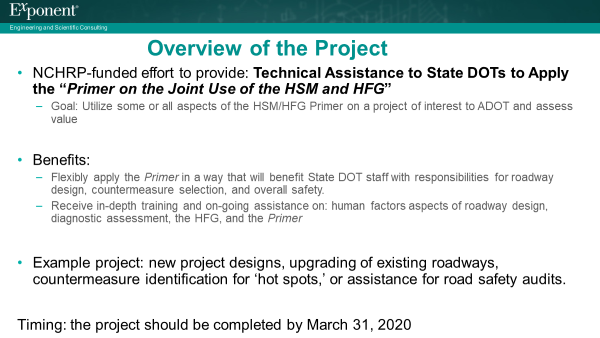 Exponent®
Engineering and Scientific Consulting
Overview of the Project
• NCHRP-funded effort to provide: Technical Assistance to State DOTs to Apply
the “Primer on the Joint Use of the HSM and HFG”
– Goal: Utilize some or all aspects of the HSM/HFG Primer on a project of interest to ADOT and assess
value
• Benefits:
– Flexibly apply the Primer in a way that will benefit State DOT staff with responsibilities for roadway
design, countermeasure selection, and overall safety.
– Receive in-depth training and on-going assistance on: human factors aspects of roadway design,
diagnostic assessment, the HFG, and the Primer
• Example project: new project designs, upgrading of existing roadways,
countermeasure identification for ‘hot spots,’ or assistance for road safety audits.
Timing: the project should be completed by March 31, 2020